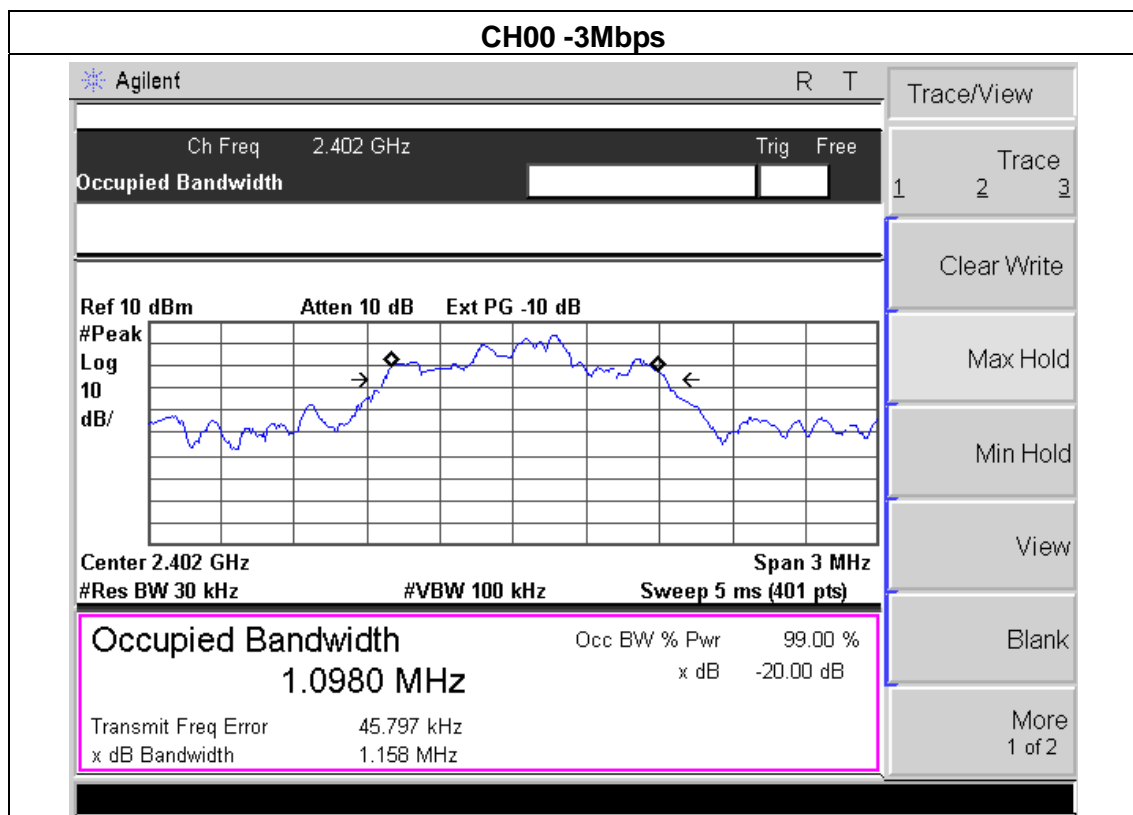 CH00 -3Mbps
Agilent R T
Ch Freq 2.402 GHz Trig Free
Occupied Bandwidth
Ref 10 dBm Atten 10 dB Ext PG -10 dB
#Peak
Log
10
dB/
Center 2.402 GHz Span 3 MHz
#Res BW 30 kHz #VBW 100 kHz Sweep 5 ms (401 pts)
Occupied Bandwidth Occ BW % Pwr 99.00 %
1.0980 MHz x dB -20.00 dB
Transmit Freq Error 45.797 kHz
x dB Bandwidth 1.158 MHz
Trace/View
Trace
1 2 3
Clear Write
Max Hold
Min Hold
View
Blank
More
1 of 2